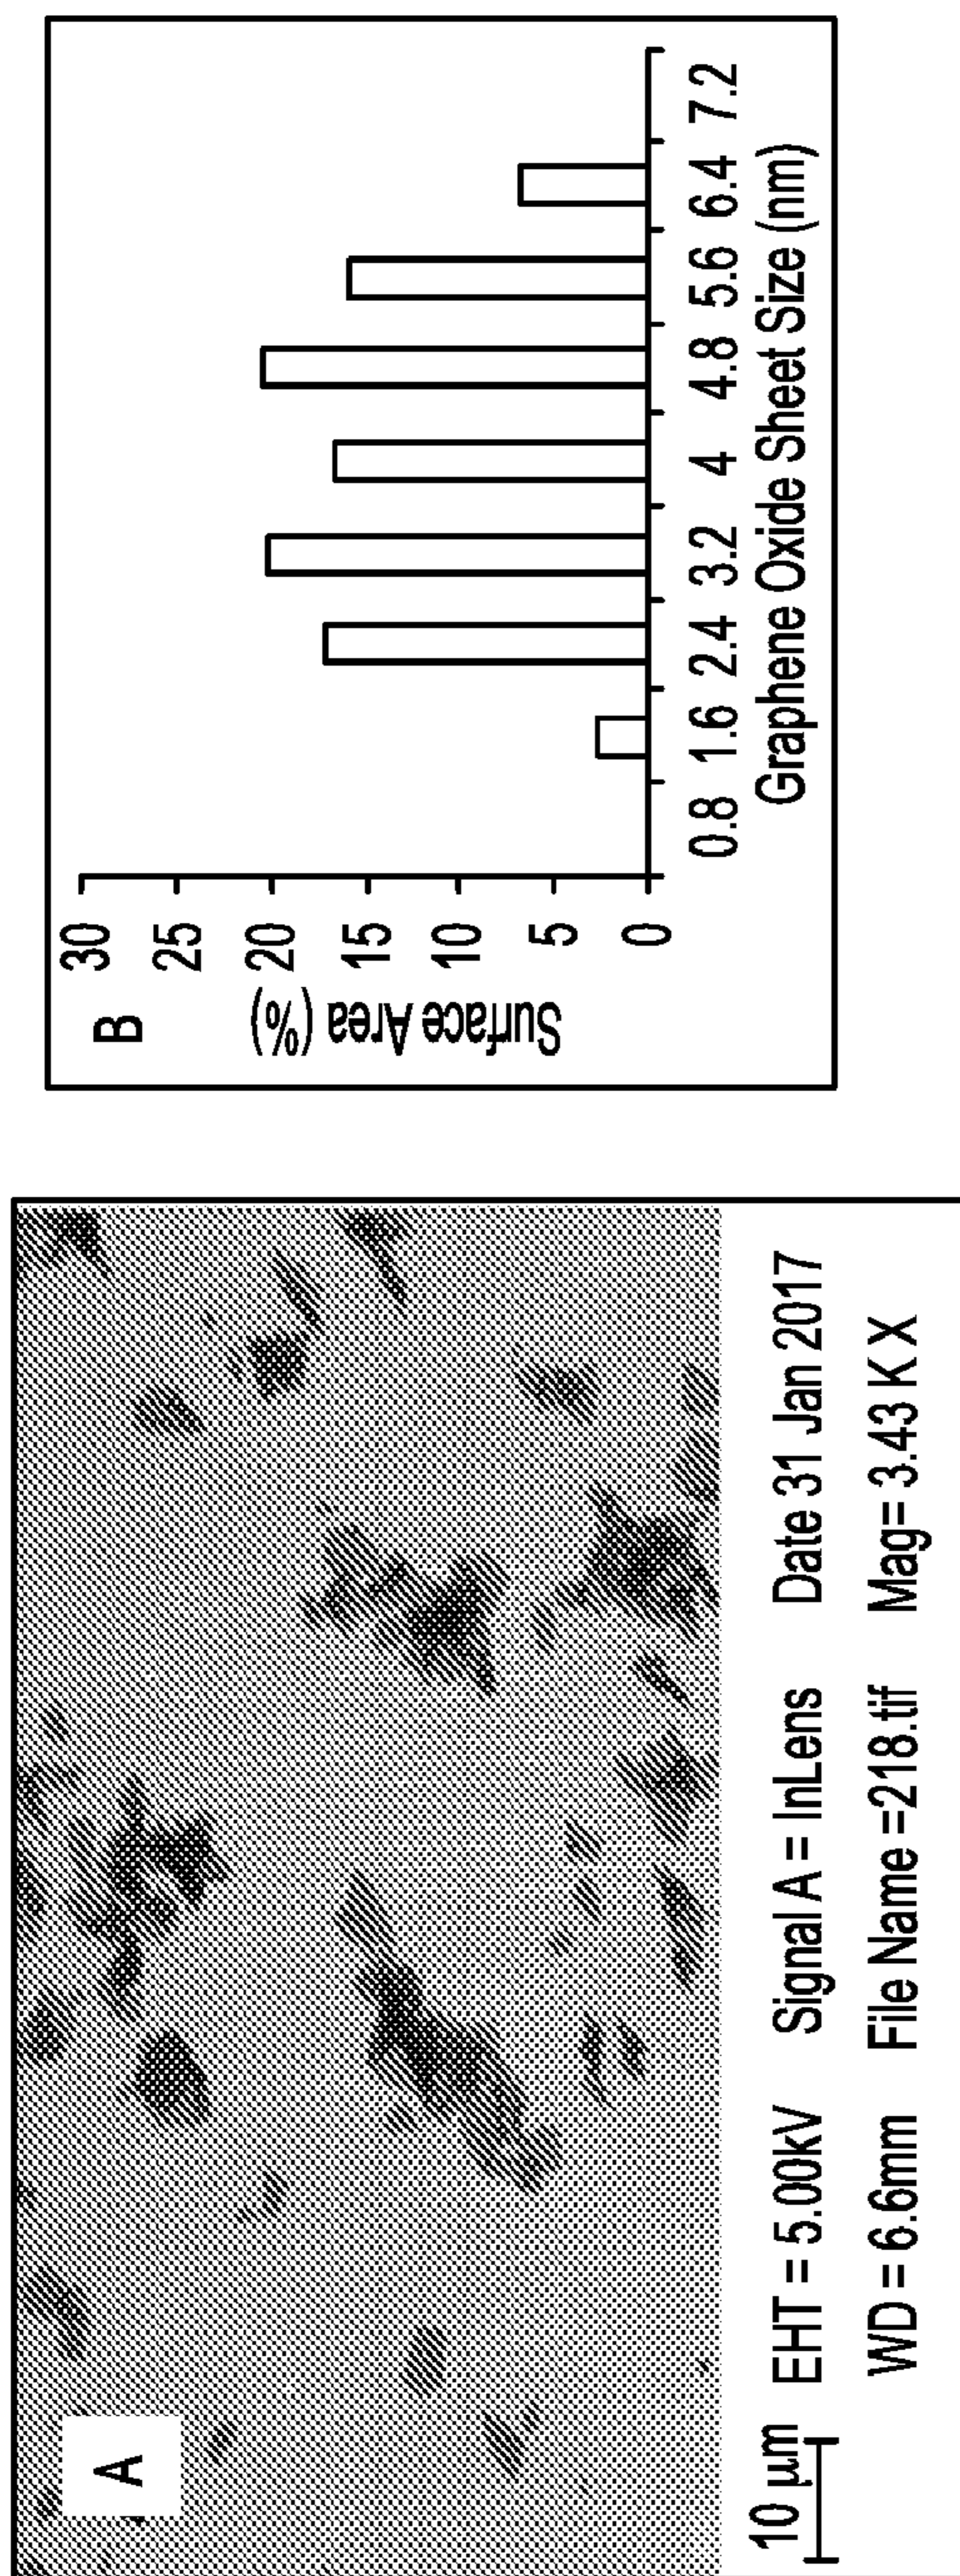 A
10 µm
EHT = 5.00kV Signal A = InLens Date 31 Jan 2017
WD = 6.6mm File Name =218.tif Mag= 3.43 K X
B
Surface Area (%)
30
25
20
15
10
5
0
0.8 1.6 2.4 3.2 4 4.8 5.6 6.4 7.2
Graphene Oxide Sheet Size (nm)